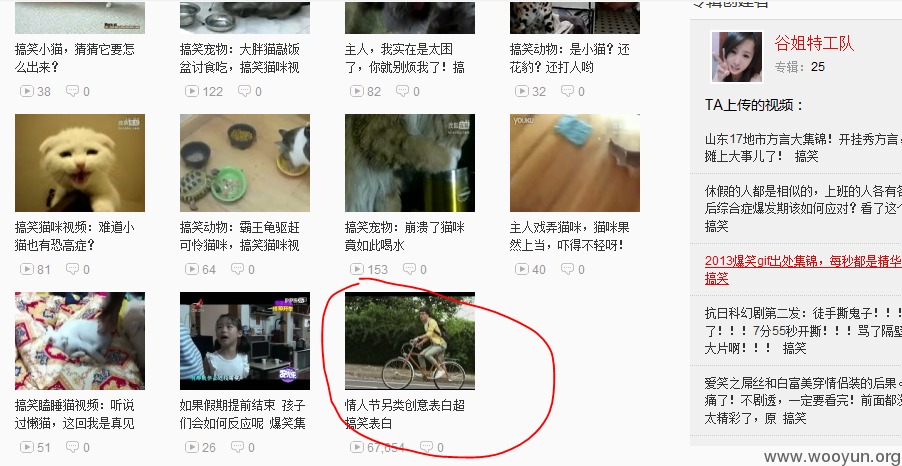 搞笑小猫，猜猜它要怎
么出来？
38 0
搞笑宠物：大胖猫敲饭
盆讨食吃，搞笑猫咪视
122 0
主人，我实在是太困
了，你就别烦我了！搞
82 0
搞笑动物：是小猫？还
花豹？还打人哟
32 0
搞笑猫咪视频：难道小
猫也有恐高症？
81 0
搞笑动物：霸王龟驱赶
可怜猫咪，搞笑猫咪视
64 0
搞笑宠物：崩溃了猫咪
竟如此喝水
153 0
YOUKU
主人戏弄猫咪，猫咪果
然上当，吓得不轻呀！
40 0
搞笑瞌睡猫视频：听说
过懒猫，这回我是真见
51 0
PPS
如果假期提前结束 孩子
们会如何反应呢 爆笑集
26 0
情人节另类创意表白超
搞笑表白
67,654 0
专辑创建者
谷姐特工队
专辑：25
TA上传的视频：
山东17地市方言大集锦！开挂秀方言，
摊上大事儿了！ 搞笑
休假的人都是相似的，上班的人各有各
后综合症爆发期该如何应对？看了这个
搞笑
2013爆笑gif出处集锦，每秒都是精华
搞笑
抗日科幻剧第二发：徒手撕鬼子！！！
了！！！7分55秒开撕！！！骂了隔壁
大片啊！！！ 搞笑
爱笑之屌丝和白富美穿情侣装的后果
痛了！不剧透，一定要看完！前面都没
太精彩了，原 搞笑
www.wooyun.org